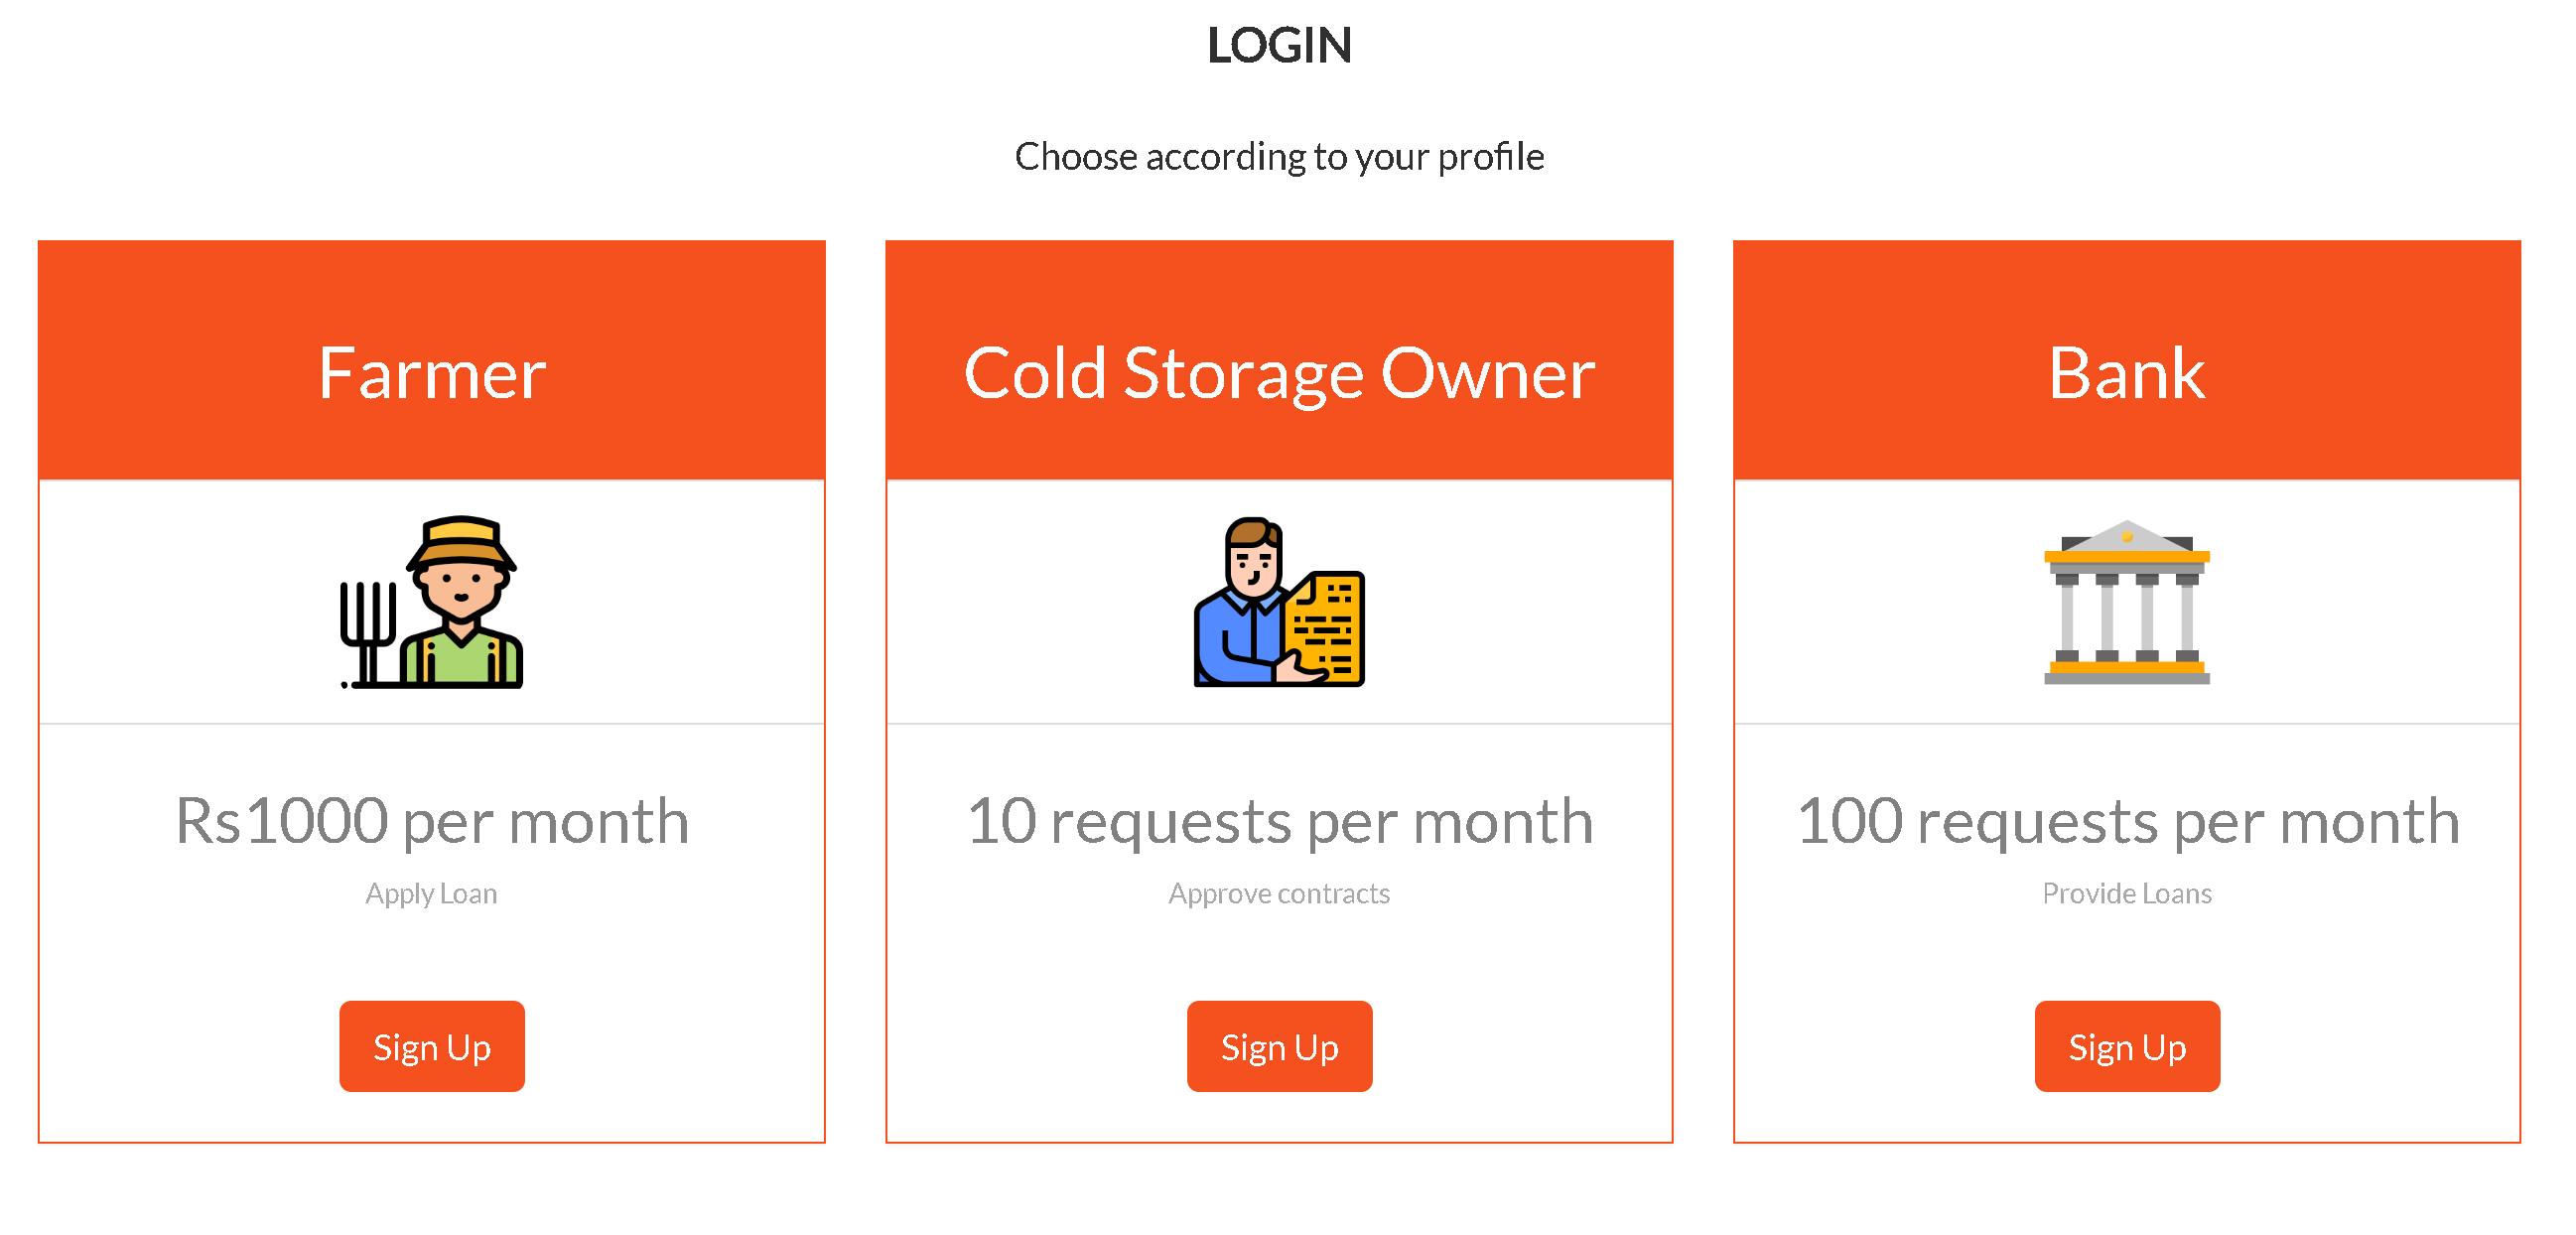 LOGIN
Choose according to your profile
Farmer
Rs1000 per month
Apply Loan
Sign Up
Cold Storage Owner
10 requests per month
Approve contracts
Sign Up
Bank
100 requests per month
Provide Loans
Sign Up